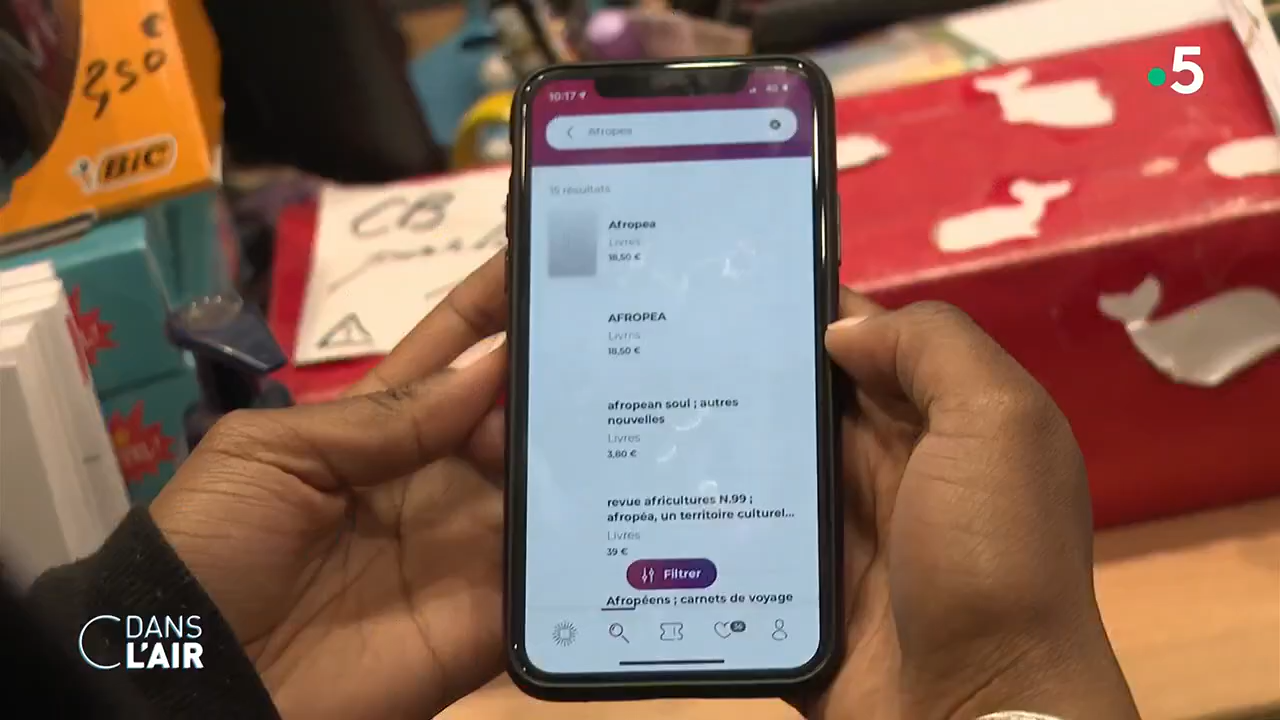 5
€
2,50
BIC
CB
10:17
4G
Afropea
15 résultats
Afropea
Livres
18,50 €
AFROPEA
Livres
18,50 €
afropean soul ; autres
nouvelles
Livres
3,80 €
revue africultures N.99 ;
afropéa, un territoire culturel...
Livres
39 €
Filtrer
Afropéens ; carnets de voyage
C DANS
L'AIR